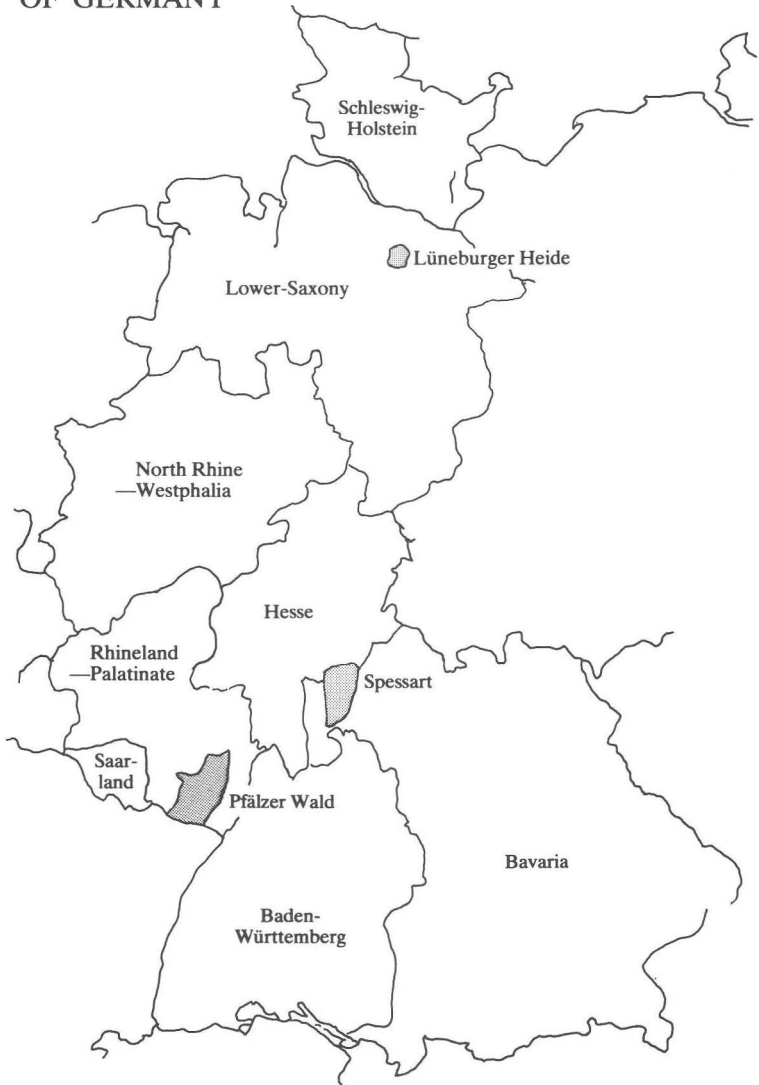 OF GERMANY
Schleswig-
Holstein
Lüneburger Heide
Lower-Saxony
North Rhine
—Westphalia
Hesse
Rhineland
—Palatinate
Spessart
Saar-
land
Pfälzer Wald
Bavaria
Baden-
Württemberg